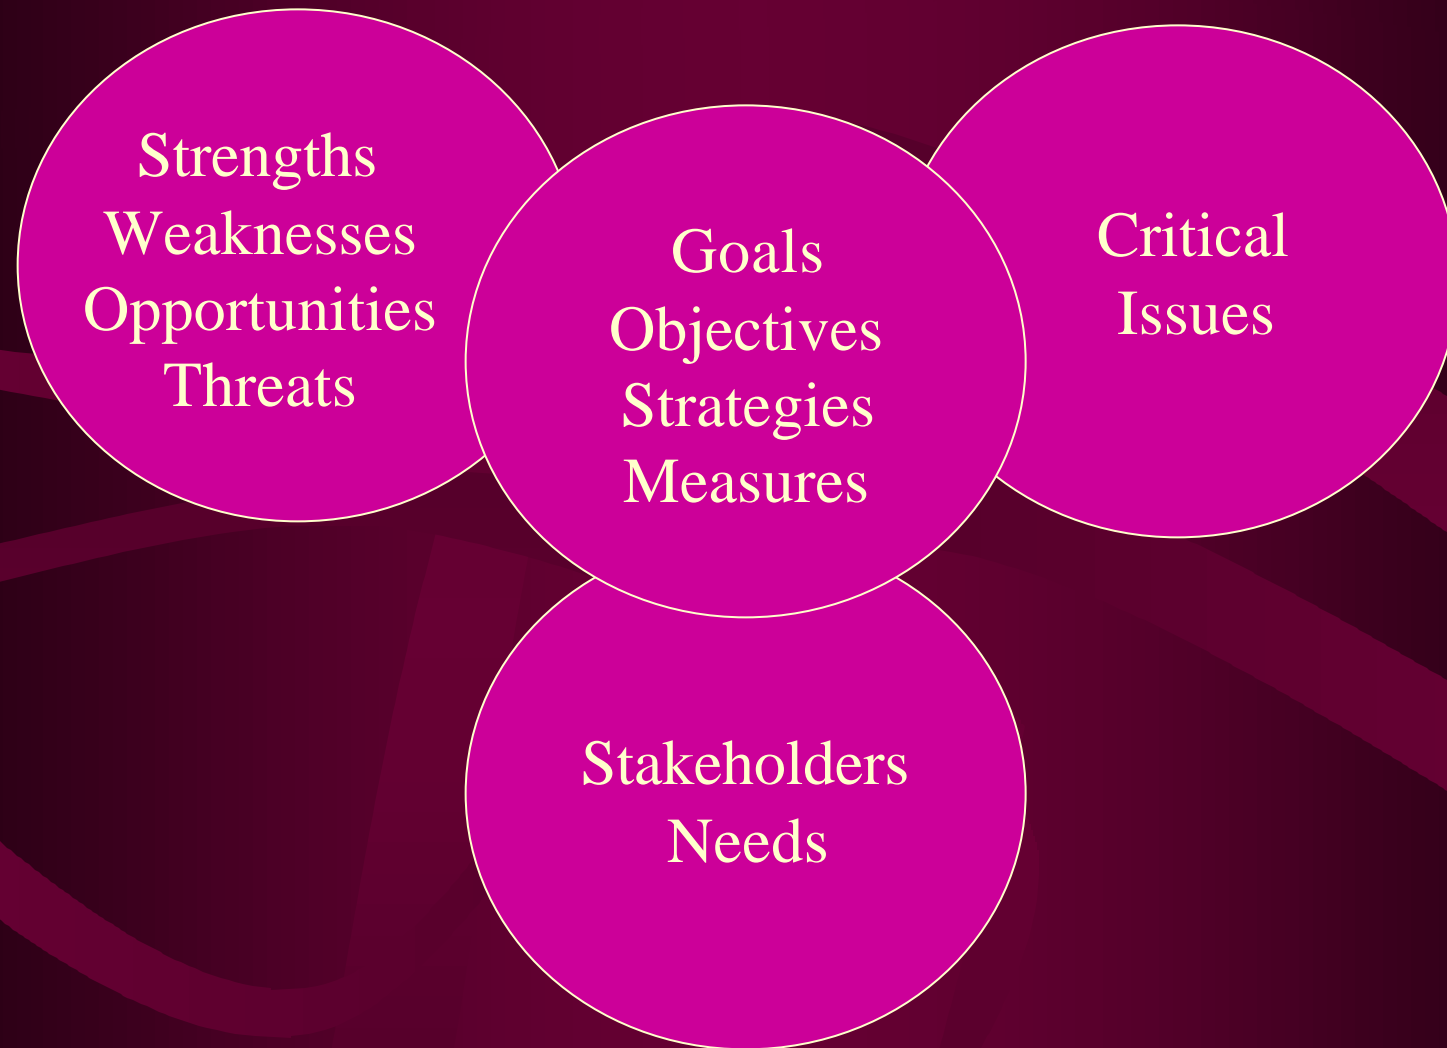 Strengths
Weaknesses
Opportunities
Threats
Goals
Objectives
Strategies
Measures
Critical
Issues
Stakeholders
Needs